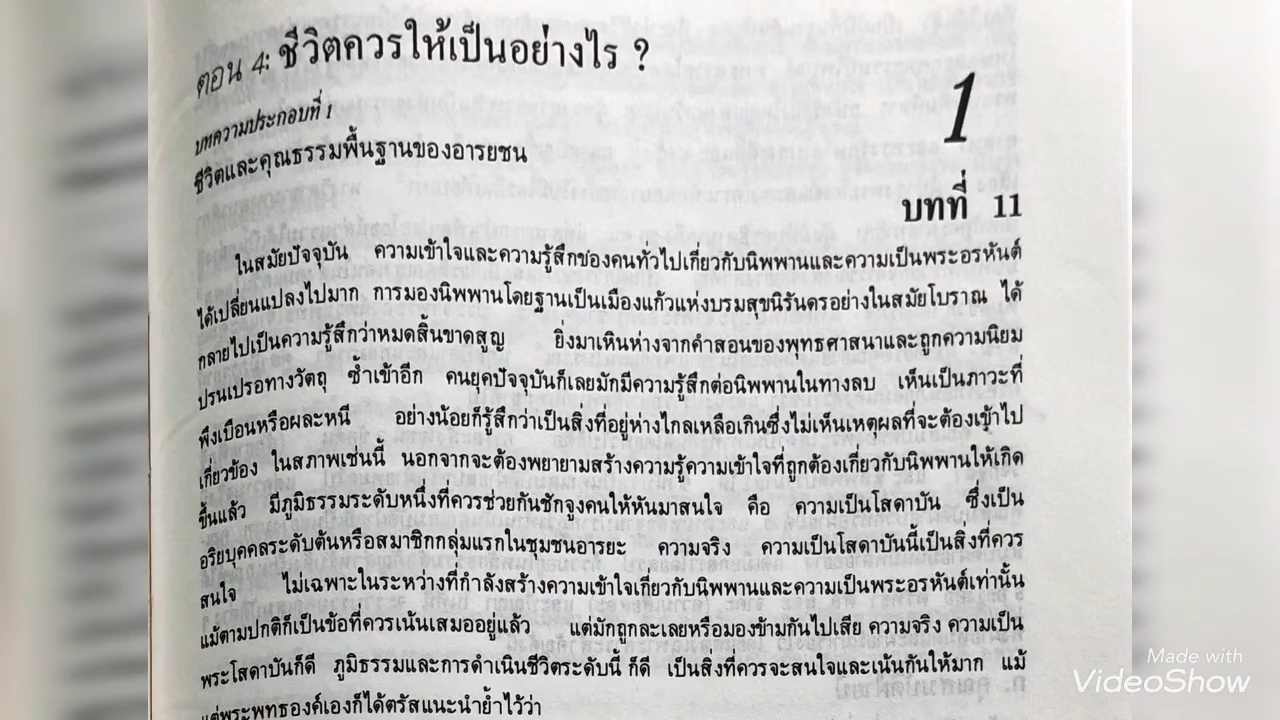 ตอน 4: ชีวิตควรให้เป็นอย่างไร ?
บทความประกอบที่ 1
1
ชีวิตและคุณธรรมพื้นฐานของอารยชน
บทที่ 11
ในสมัยปัจจุบัน ความเข้าใจและความรู้สึกของคนทั่วไปเกี่ยวกับนิพพานและความเป็นพระอรหันต์
ได้เปลี่ยนแปลงไปมาก การมองนิพพานโดยฐานเป็นเมืองแก้วแห่งบรมสุขนิรันดรอย่างในสมัยโบราณ ได้
กลายไปเป็นความรู้สึกว่าหมดสิ้นขาดสูญ ยิ่งมาเหินห่างจากคำสอนของพุทธศาสนาและถูกความนิยม
ปรนเปรอทางวัตถุ ซ้ำเข้าอีก คนยุคปัจจุบันก็เลยมักมีความรู้สึกต่อนิพพานในทางลบ เห็นเป็นภาวะที่
พึงเบือนหรือผละหนี อย่างน้อยก็รู้สึกว่าเป็นสิ่งที่อยู่ห่างไกลเหลือเกินซึ่งไม่เห็นเหตุผลที่จะต้องเข้าไป
เกี่ยวข้อง ในสภาพเช่นนี้ นอกจากจะต้องพยายามสร้างความรู้ความเข้าใจที่ถูกต้องเกี่ยวกับนิพพานให้เกิด
ขึ้นแล้ว มีภูมิธรรมระดับหนึ่งที่ควรช่วยกันชักจูงคนให้หันมาสนใจ คือ ความเป็นโสดาบัน ซึ่งเป็น
อริยบุคคลระดับต้นหรือสมาชิกกลุ่มแรกในชุมชนอารยะ ความจริง ความเป็นโสดาบันนี้เป็นสิ่งที่ควร
สนใจ ไม่เฉพาะในระหว่างที่กำลังสร้างความเข้าใจเกี่ยวกับนิพพานและความเป็นพระอรหันต์เท่านั้น
แม้ตามปกติก็เป็นข้อที่ควรเน้นเสมออยู่แล้ว แต่มักถูกละเลยหรือมองข้ามกันไปเสีย ความจริง ความเป็น
พระโสดาบันก็ดี ภูมิธรรมและการดำเนินชีวิตระดับนี้ ก็ดี เป็นสิ่งที่ควรจะสนใจและเน้นกันให้มาก แม้
แต่พระพุทธองค์เองก็ได้ตรัสแนะนำย้ำไว้ว่า
Made with
VideoShow